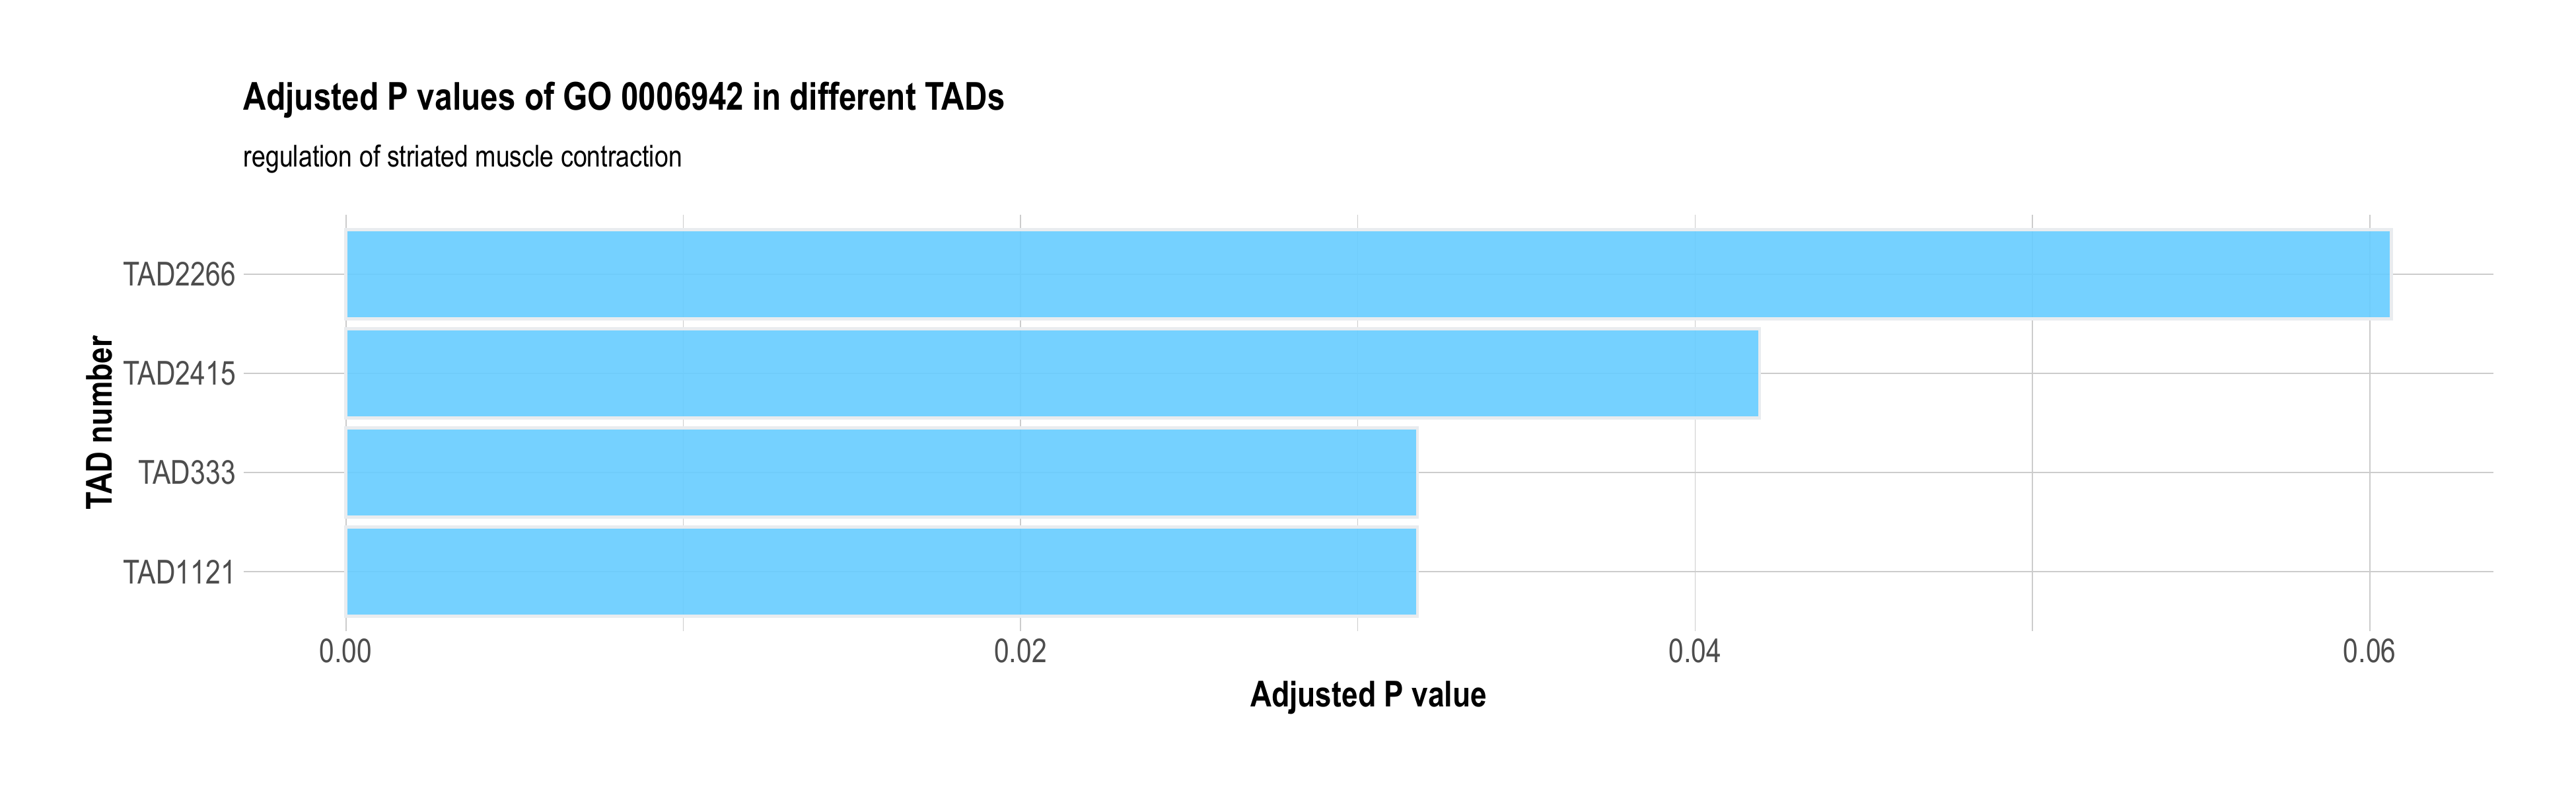 Adjusted P values of GO 0006942 in different TADs
regulation of striated muscle contraction
TAD number
TAD2266
TAD2415
TAD333
TAD1121
0.00 0.02 0.04 0.06
Adjusted P value